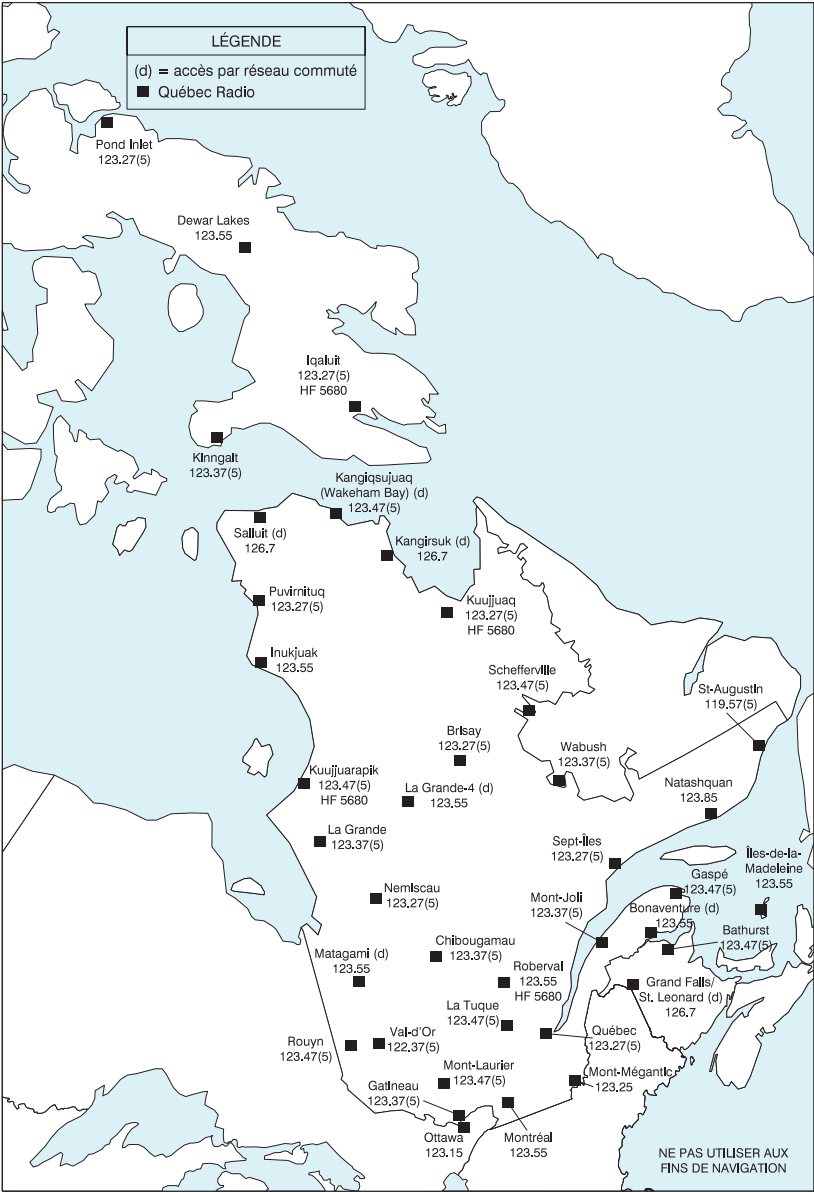 LÉGENDE
(d) = accès par réseau commuté
Québec Radio
Pond Inlet
123.27(5)
Dewar Lakes
123.55
Iqaluit
123.27(5)
HF 5680
Kinngait
123.37(5)
Kangiqsujuaq
(Wakeham Bay) (d)
123.47(5)
Salluit (d)
126.7
Kangirsuk (d)
126.7
Puvirnituq
123.27(5)
Kuujjuaq
123.27(5)
HF 5680
Inukjuak
123.55
Schefferville
123.47(5)
St-Augustin
119.57(5)
Brisay
123.27(5)
Wabush
123.37(5)
Kuujjuarapik
123.47(5)
HF 5680
La Grande-4 (d)
123.55
Natashquan
123.85
La Grande
123.37(5)
Sept-Îles
123.27(5)
Îles-de-la-
Madeleine
123.55
Gaspé
123.47(5)
Nemiscau
123.27(5)
Mont-Joli
123.37(5)
Bonaventure (d)
123.55
Bathurst
123.47(5)
Chibougamau
123.37(5)
Matagami (d)
123.55
Roberval
123.55
HF 5680
Grand Falls/
St. Leonard (d)
126.7
La Tuque
123.47(5)
Québec
123.27(5)
Rouyn
123.47(5)
Val-d'Or
122.37(5)
Mont-Laurier
123.47(5)
Mont-Mégantic
123.25
Gatineau
123.37(5)
Ottawa
123.15
Montréal
123.55
NE PAS UTILISER AUX
FINS DE NAVIGATION